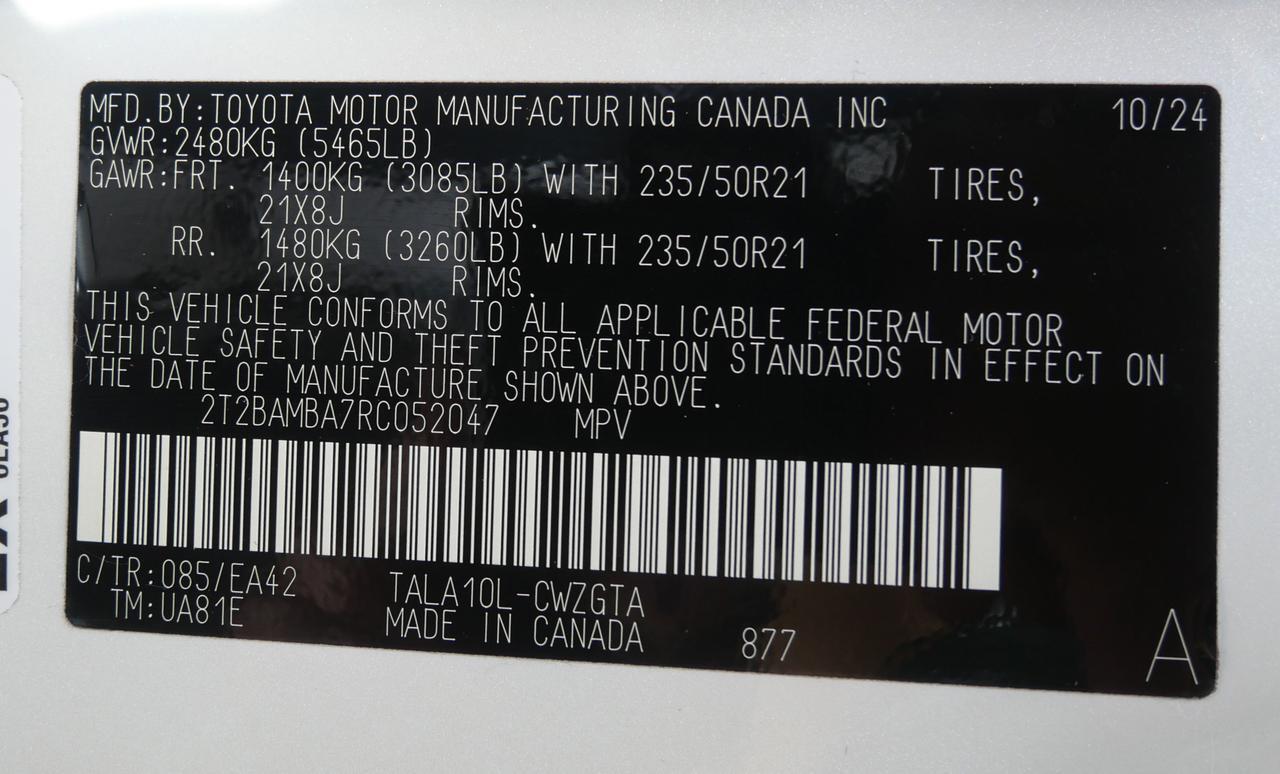 MFD.BY:TOYOTA MOTOR MANUFACTURING CANADA INC 10/24
GVWR:2480KG (5465LB)
GAWR:FRT. 1400KG (3085LB) WITH 235/50R21 TIRES,
21X8J RIMS.
RR. 1480KG (3260LB) WITH 235/50R21 TIRES,
21X8J RIMS.
THIS VEHICLE CONFORMS TO ALL APPLICABLE FEDERAL MOTOR
VEHICLE SAFETY AND THEFT PREVENTION STANDARDS IN EFFECT ON
THE DATE OF MANUFACTURE SHOWN ABOVE.
2T2BAMBA7RC052047 MPV
C/TR:085/EA42 TALA10L-CWZGTA
TM:UA81E MADE IN CANADA 877 A